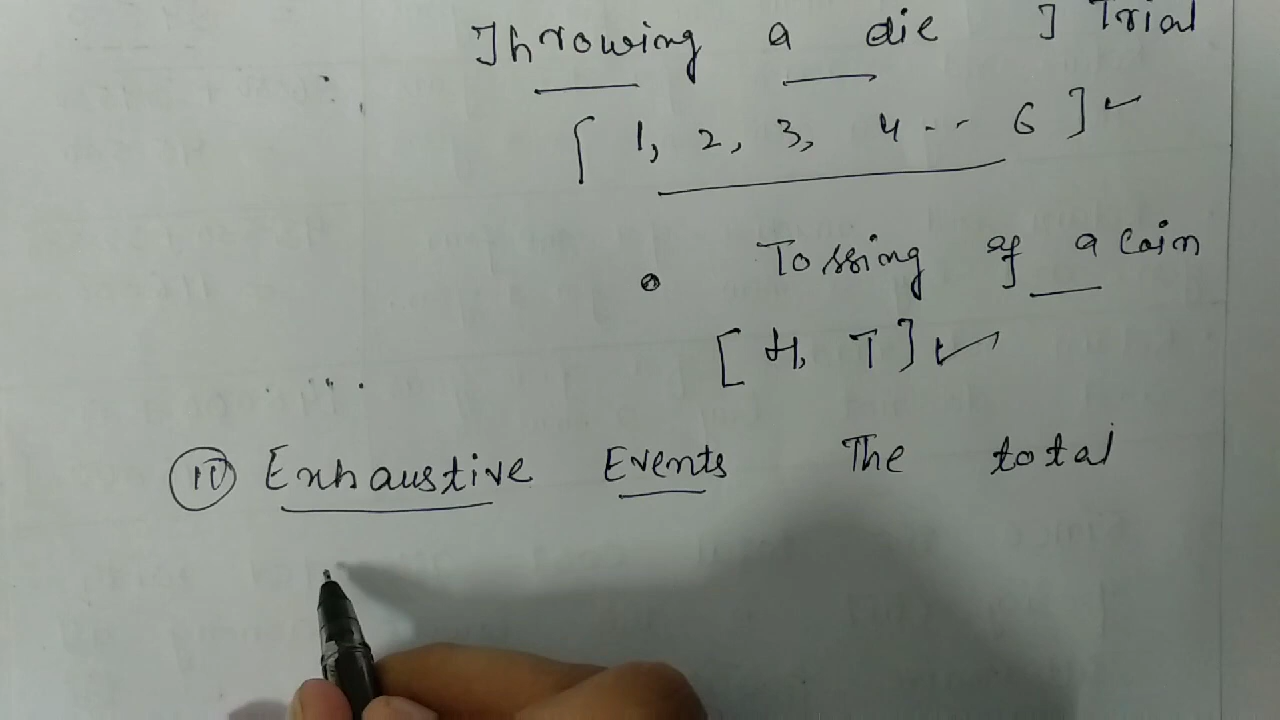 Throwing a die ] Trial
[ 1, 2, 3, 4 -- 6 ] ✓
• Tossing of a Coin
[ H, T ] ✓
(ii) Exhaustive Events The total